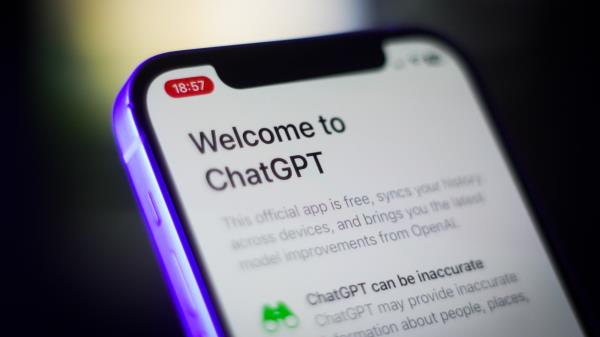 18:57
Welcome to
ChatGPT
This official app is free, syncs your history
across devices, and brings you the latest
model improvements from OpenAI.
ChatGPT can be inaccurate
ChatGPT may provide inaccurate
information about people, places,